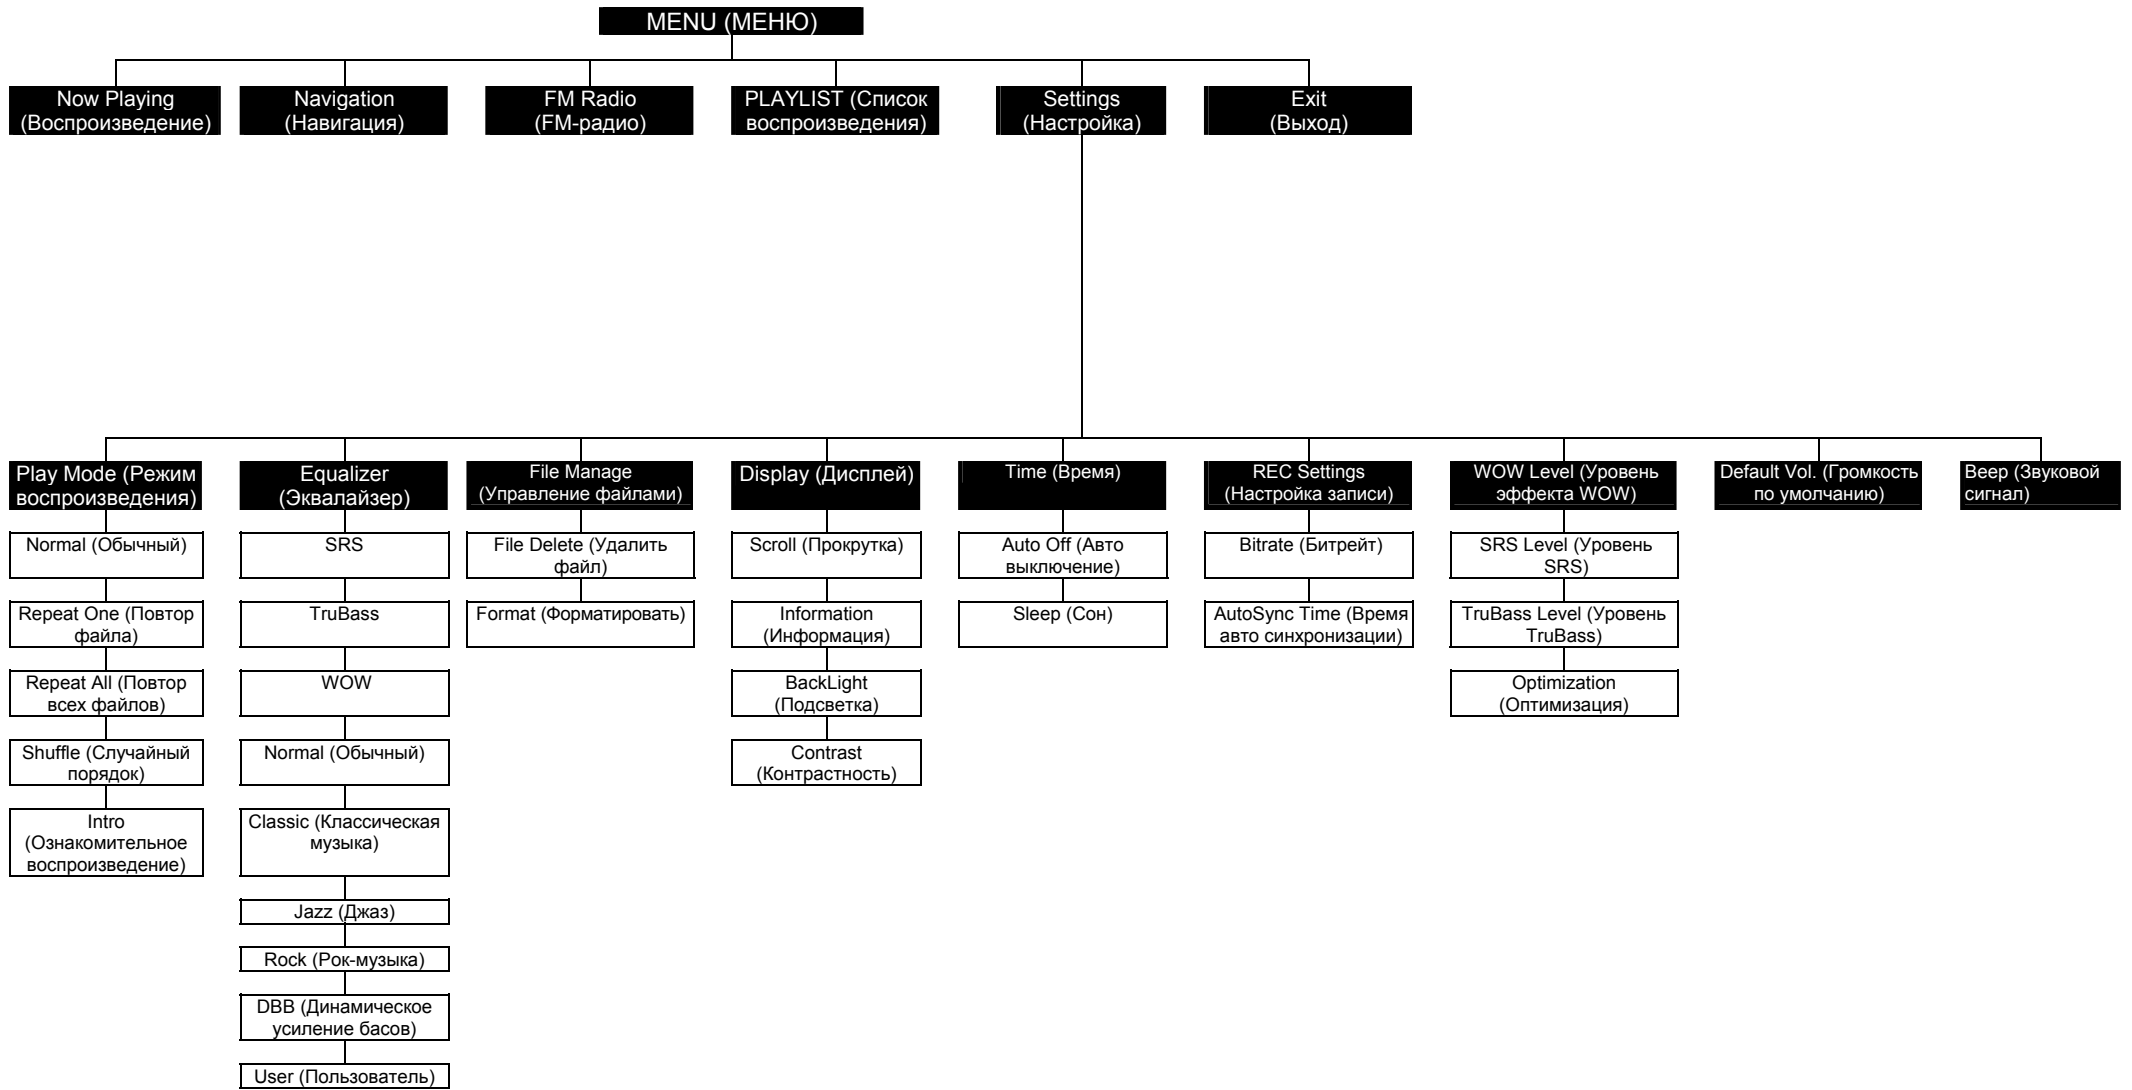 MENU (МЕНЮ)
Now Playing
(Воспроизведение)
Navigation
(Навигация)
FM Radio
(FM-радио)
PLAYLIST (Список
воспроизведения)
Settings
(Настройка)
Exit
(Выход)
Play Mode (Режим
воспроизведения)
Normal (Обычный)
Repeat One (Повтор
файла)
Repeat All (Повтор
всех файлов)
Shuffle (Случайный
порядок)
Intro
(Ознакомительное
воспроизведение)
Equalizer
(Эквалайзер)
SRS
TruBass
WOW
Normal (Обычный)
Classic (Классическая
музыка)
Jazz (Джаз)
Rock (Рок-музыка)
DBB (Динамическое
усиление басов)
User (Пользователь)
File Manage
(Управление файлами)
File Delete (Удалить
файл)
Format (Форматировать)
Display (Дисплей)
Scroll (Прокрутка)
Information
(Информация)
BackLight
(Подсветка)
Contrast
(Контрастность)
Time (Время)
Auto Off (Авто
выключение)
Sleep (Сон)
REC Settings
(Настройка записи)
Bitrate (Битрейт)
AutoSync Time (Время
авто синхронизации)
WOW Level (Уровень
эффекта WOW)
SRS Level (Уровень
SRS)
TruBass Level (Уровень
TruBass)
Optimization
(Оптимизация)
Default Vol. (Громкость
по умолчанию)
Beep (Звуковой
сигнал)